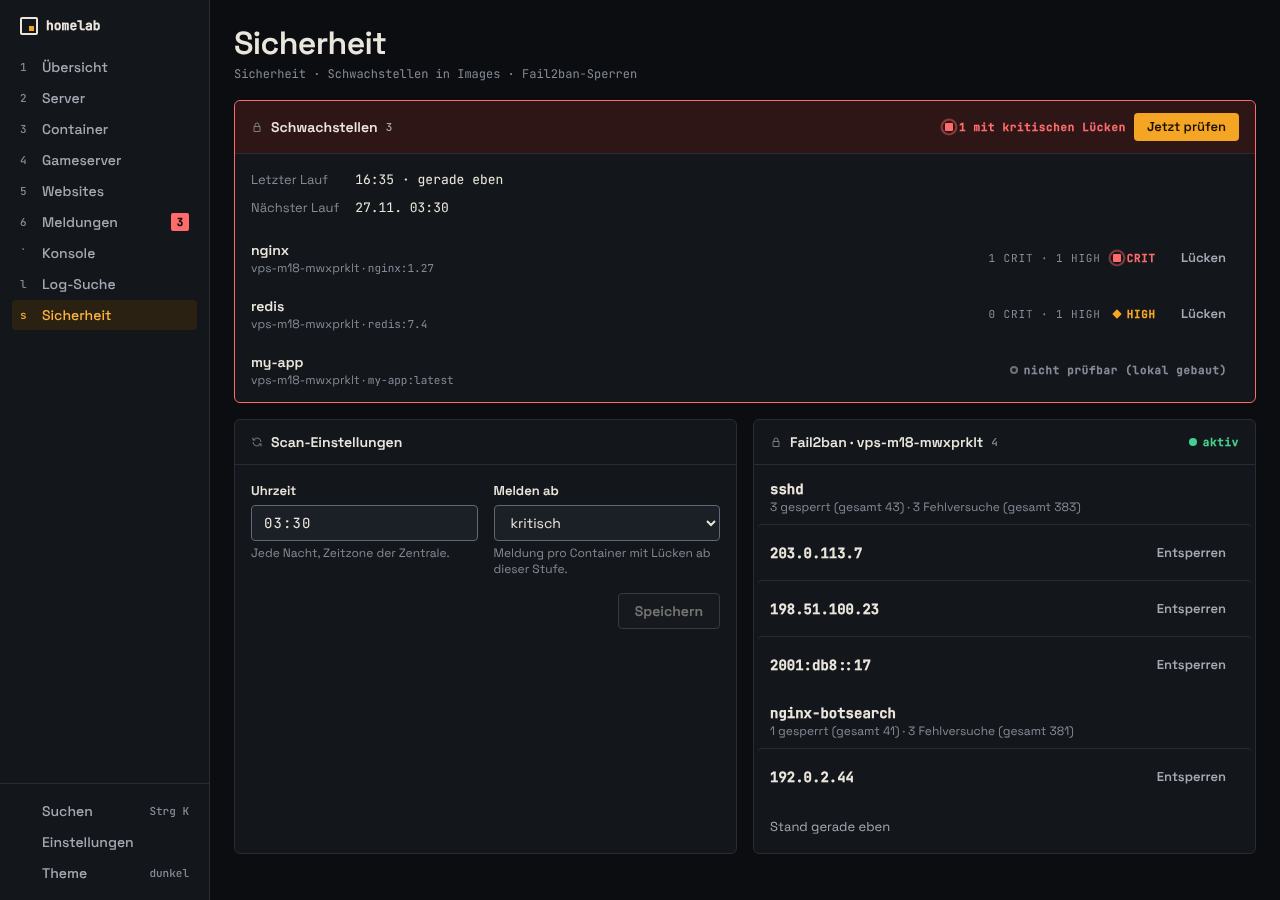 homelab
1 Übersicht
2 Server
3 Container
4 Gameserver
5 Websites
6 Meldungen 3
` Konsole
l Log-Suche
s Sicherheit
Suchen Strg K
Einstellungen
Theme dunkel
Sicherheit
Sicherheit · Schwachstellen in Images · Fail2ban-Sperren
Schwachstellen 3 1 mit kritischen Lücken Jetzt prüfen
Letzter Lauf 16:35 · gerade eben
Nächster Lauf 27.11. 03:30
nginx
vps-m18-mwxprklt · nginx:1.27
1 CRIT · 1 HIGH CRIT Lücken
redis
vps-m18-mwxprklt · redis:7.4
0 CRIT · 1 HIGH HIGH Lücken
my-app
vps-m18-mwxprklt · my-app:latest
nicht prüfbar (lokal gebaut)
Scan-Einstellungen
Uhrzeit Melden ab
03:30 kritisch
Jede Nacht, Zeitzone der Zentrale. Meldung pro Container mit Lücken ab
dieser Stufe.
Speichern
Fail2ban · vps-m18-mwxprklt 4 aktiv
sshd
3 gesperrt (gesamt 43) · 3 Fehlversuche (gesamt 383)
203.0.113.7 Entsperren
198.51.100.23 Entsperren
2001:db8::17 Entsperren
nginx-botsearch
1 gesperrt (gesamt 41) · 3 Fehlversuche (gesamt 381)
192.0.2.44 Entsperren
Stand gerade eben